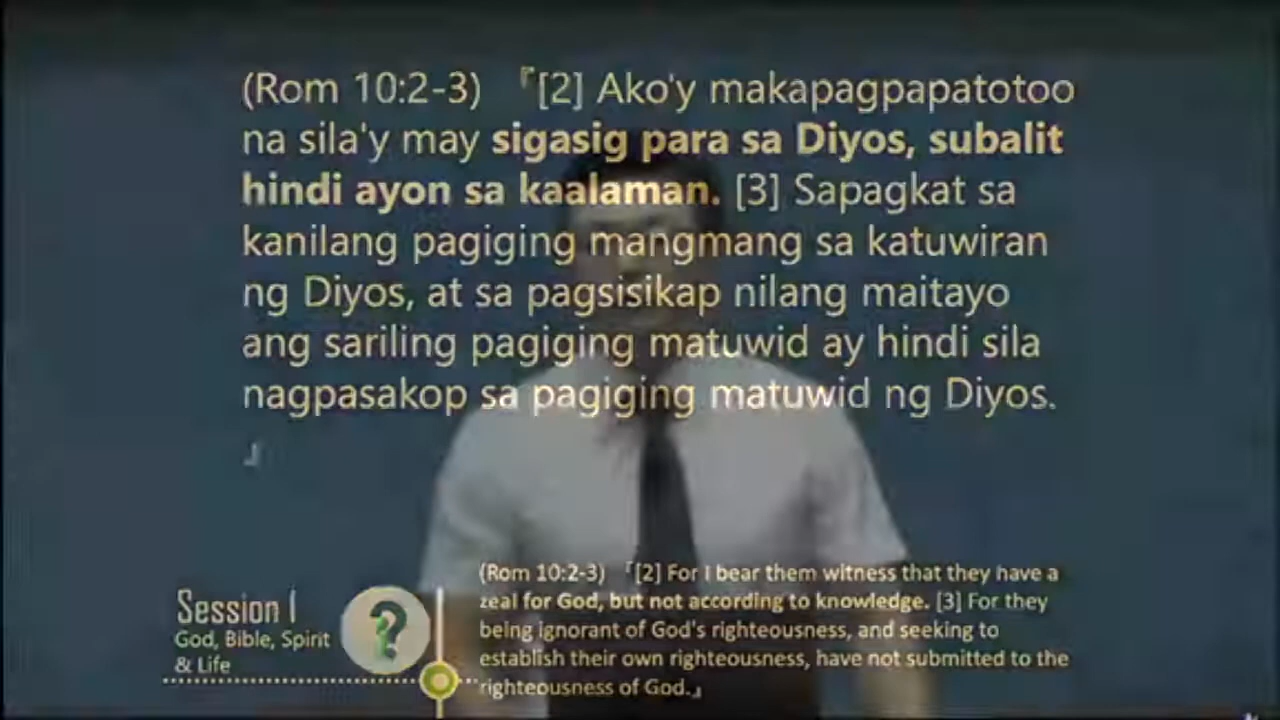 (Rom 10:2-3) 『[2] Ako'y makapagpapatotoo
na sila'y may sigasig para sa Diyos, subalit
hindi ayon sa kaalaman. [3] Sapagkat sa
kanilang pagiging mangmang sa katuwiran
ng Diyos, at sa pagsisikap nilang maitayo
ang sariling pagiging matuwid ay hindi sila
nagpasakop sa pagiging matuwid ng Diyos.
』
Session 1
God, Bible, Spirit
& Life
?
(Rom 10:2-3) 『[2] For I bear them witness that they have a
zeal for God, but not according to knowledge. [3] For they
being ignorant of God's righteousness, and seeking to
establish their own righteousness, have not submitted to the
righteousness of God.』